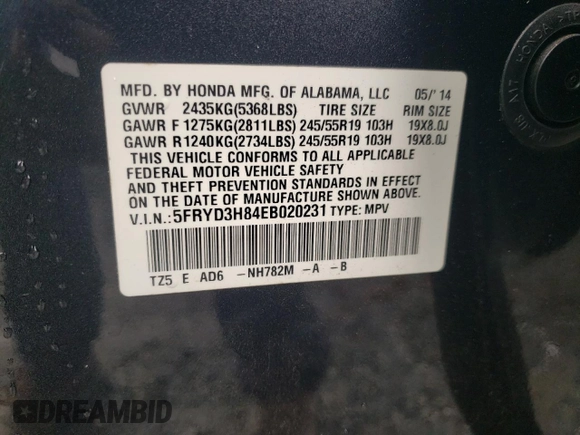 MFD. BY HONDA MFG. OF ALABAMA, LLC 05/'14
GVWR 2435KG(5368LBS) TIRE SIZE RIM SIZE
GAWR F 1275KG(2811LBS) 245/55R19 103H 19X8.0J
GAWR R1240KG(2734LBS) 245/55R19 103H 19X8.0J
THIS VEHICLE CONFORMS TO ALL APPLICABLE
FEDERAL MOTOR VEHICLE SAFETY
AND THEFT PREVENTION STANDARDS IN EFFECT
ON THE DATE OF MANUFACTURE SHOWN ABOVE.
V.I.N.:5FRYD3H84EB020231 TYPE: MPV
TZ5 E AD6 -NH782M -A -B
A17 HONDA
DREAMBID